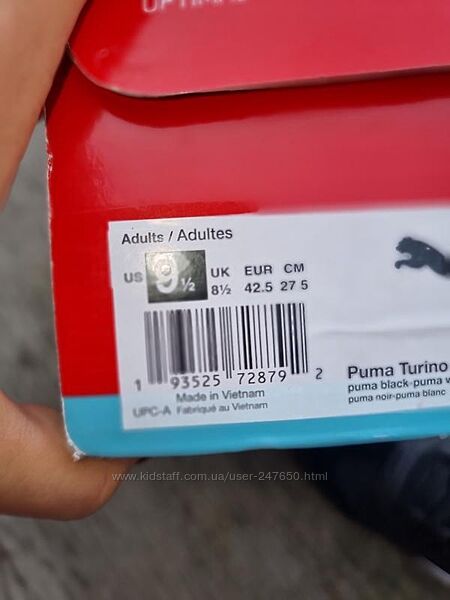 OPTIMAL
Adults / Adultes
US 9½ UK EUR CM
8½ 42.5 27 5
1 93525 72879 2
Made in Vietnam
UPC-A Fabriqué au Vietnam
Puma Turino
puma black-puma
puma noir-puma blanc
www.kidstaff.com.ua/user-247650.html